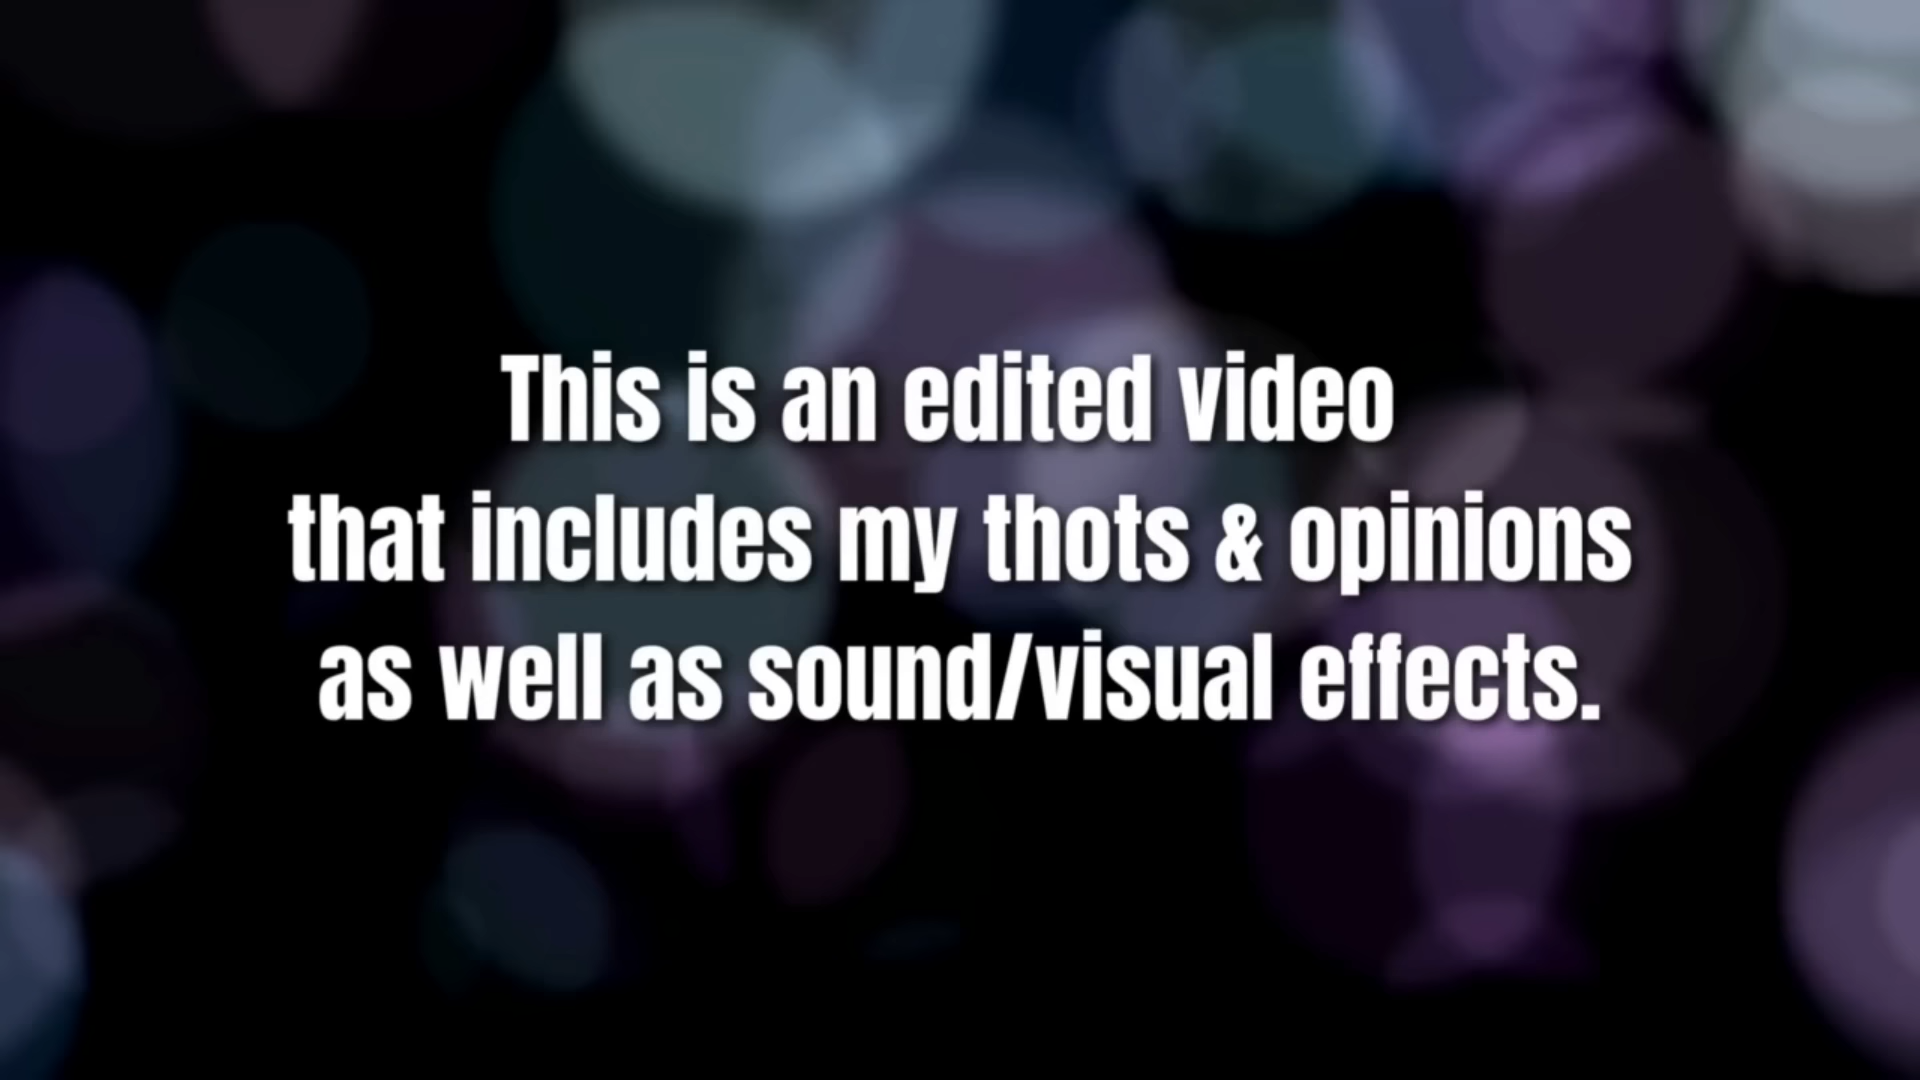 This is an edited video
that includes my thots & opinions
as well as sound/visual effects.